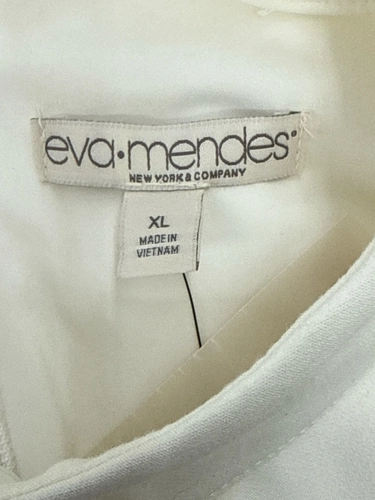 eva•mendes•
NEW YORK & COMPANY
XL
MADE IN
VIETNAM